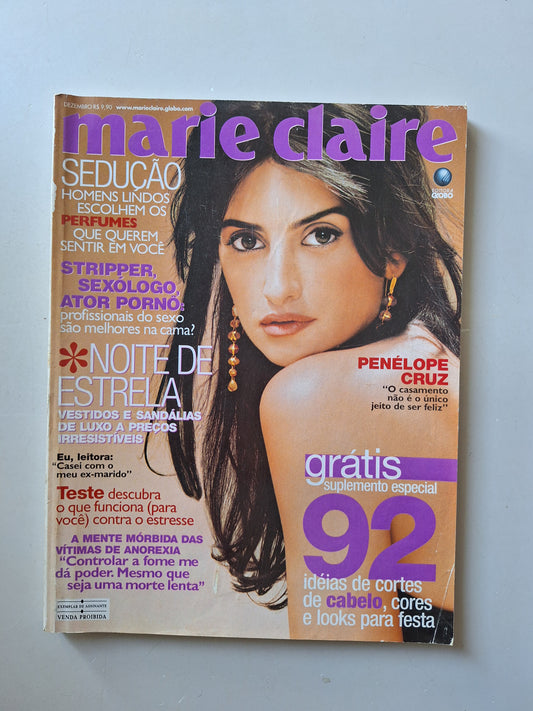 DEZEMBRO R$ 9,90 www.marieclaire.globo.com
marie claire
EDITORA
GLOBO
SEDUÇÃO
HOMENS LINDOS
ESCOLHEM OS
PERFUMES
QUE QUEREM
SENTIR EM VOCÊ
STRIPPER,
SEXÓLOGO,
ATOR PORNÔ:
profissionais do sexo
são melhores na cama?
*NOITE DE
ESTRELA
VESTIDOS E SANDÁLIAS
DE LUXO A PREÇOS
IRRESISTÍVEIS
Eu, leitora:
"Casei com o
meu ex-marido"
Teste descubra
o que funciona (para
você) contra o estresse
A MENTE MÓRBIDA DAS
VÍTIMAS DE ANOREXIA
"Controlar a fome me
dá poder. Mesmo que
seja uma morte lenta"
EXEMPLAR DE ASSINANTE
VENDA PROIBIDA
PENÉLOPE
CRUZ
"O casamento
não é o único
jeito de ser feliz"
grátis
suplemento especial
92
idéias de cortes
de cabelo, cores
e looks para festa